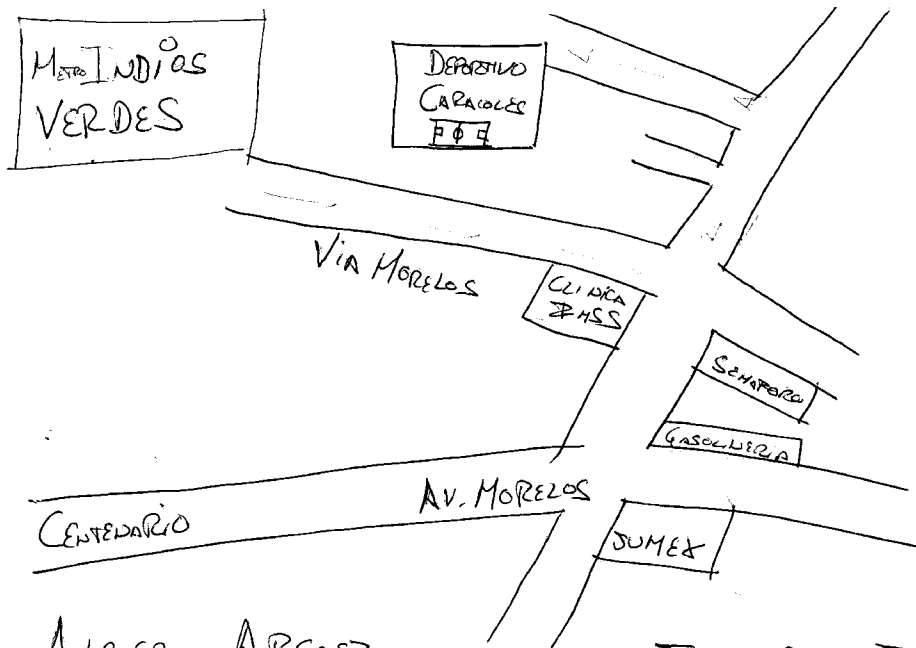 METRO INDIOS
VERDES
DEPORTIVO
CARACOLES
VIA MORELOS
CLINICA
IMSS
SEMAFORO
GASOLINERIA
AV. MORELOS
CENTENARIO
JUMEX